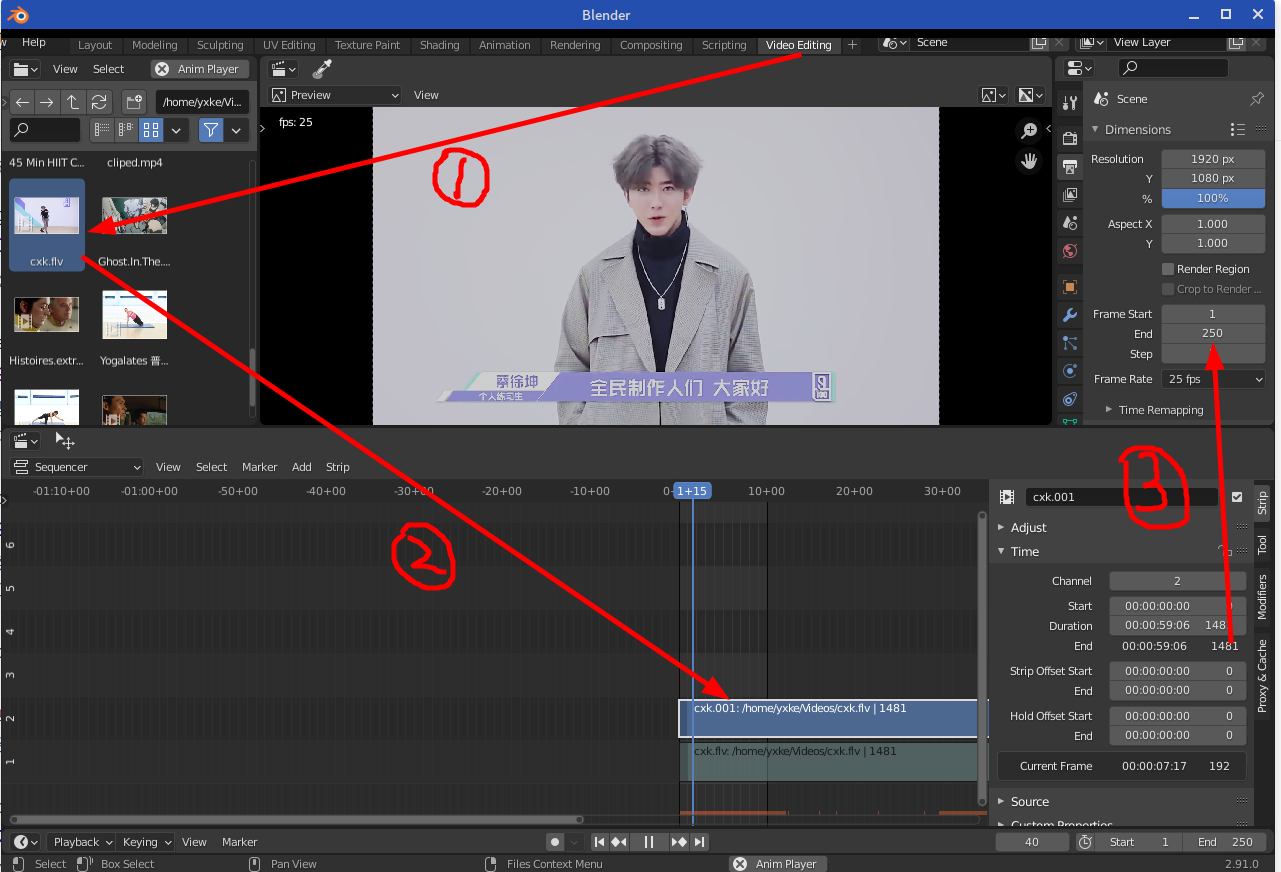 Blender
w Help Layout Modeling Sculpting UV Editing Texture Paint Shading Animation Rendering Compositing Scripting Video Editing + Scene View Layer
View Select Anim Player
/home/yxke/Vi...
45 Min HIIT C... cliped.mp4
cxk.flv Ghost.In.The....
Histoires.extr... Yogalates 普...
Preview View
fps: 25
①
蔡徐坤
个人练习生
全民制作人们 大家好
Scene
Dimensions
Resolution 1920 px
Y 1080 px
% 100%
Aspect X 1.000
Y 1.000
Render Region
Crop to Render ...
Frame Start 1
End 250
Step
Frame Rate 25 fps
Time Remapping
Sequencer View Select Marker Add Strip
-01:10+00 -01:00+00 -50+00 -40+00 -30+00 -20+00 -10+00 0- 1+15 10+00 20+00 30+00
6
5
4
3
2
1
②
cxk.001: /home/yxke/Videos/cxk.flv | 1481
cxk.flv: /home/yxke/Videos/cxk.flv | 1481
③
cxk.001
Adjust
Time
Channel 2
Start 00:00:00:00
Duration 00:00:59:06 148
End 00:00:59:06 1481
Strip Offset Start 00:00:00:00 0
End 00:00:00:00 0
Hold Offset Start 00:00:00:00 0
End 00:00:00:00 0
Current Frame 00:00:07:17 192
Source
Custom Properties
Strip
Tool
Modifiers
Proxy & Cache
Playback Keying View Marker 40 Start 1 End 250
Select Box Select Pan View Files Context Menu Anim Player 2.91.0